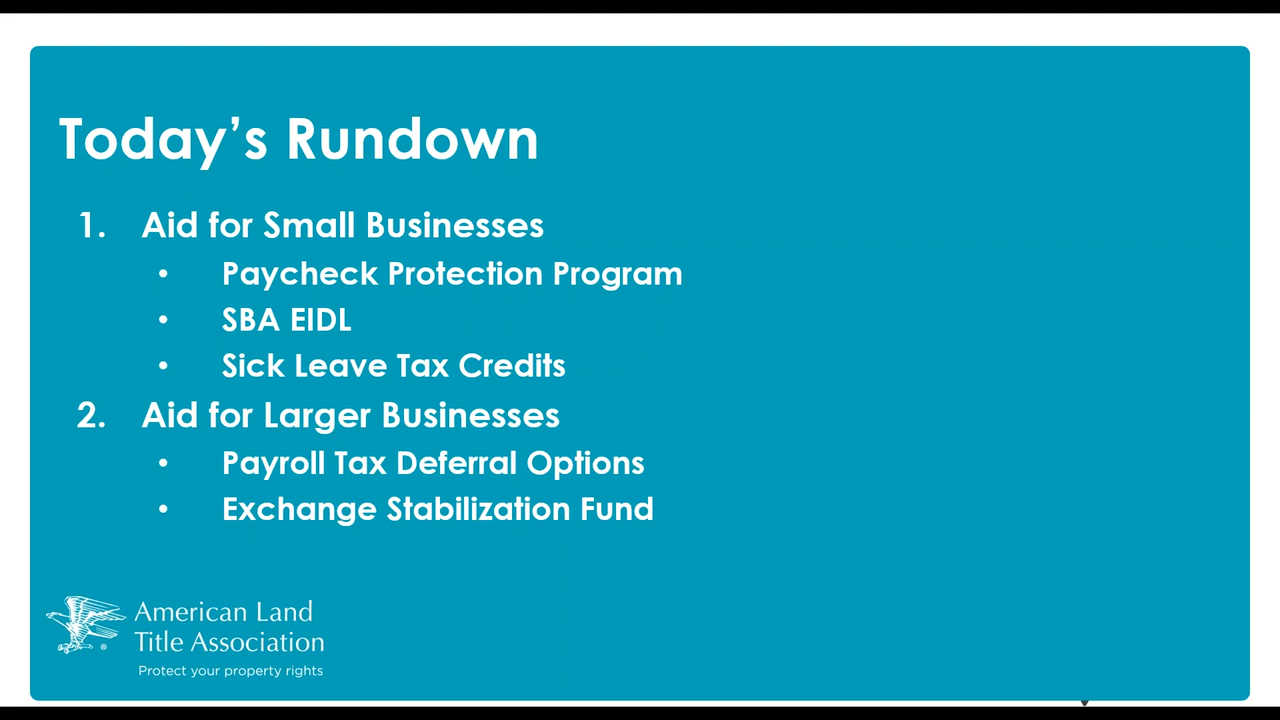 Today's Rundown
1. Aid for Small Businesses
• Paycheck Protection Program
• SBA EIDL
• Sick Leave Tax Credits
2. Aid for Larger Businesses
• Payroll Tax Deferral Options
• Exchange Stabilization Fund
American Land
Title Association
®
Protect your property rights